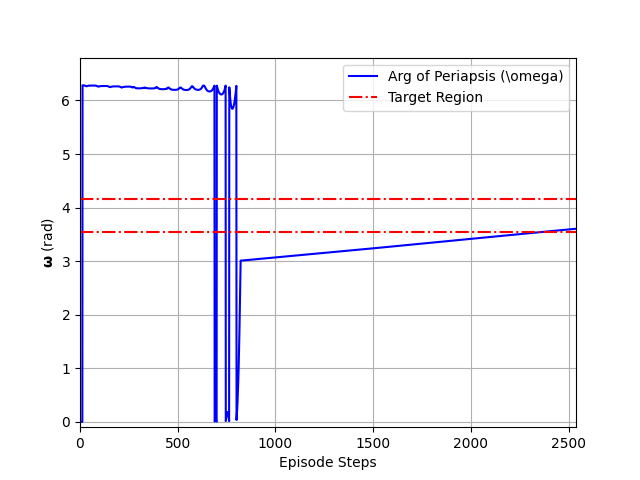 Arg of Periapsis (\omega)
Target Region
6
5
4
3
2
1
0
ω (rad)
0 500 1000 1500 2000 2500
Episode Steps